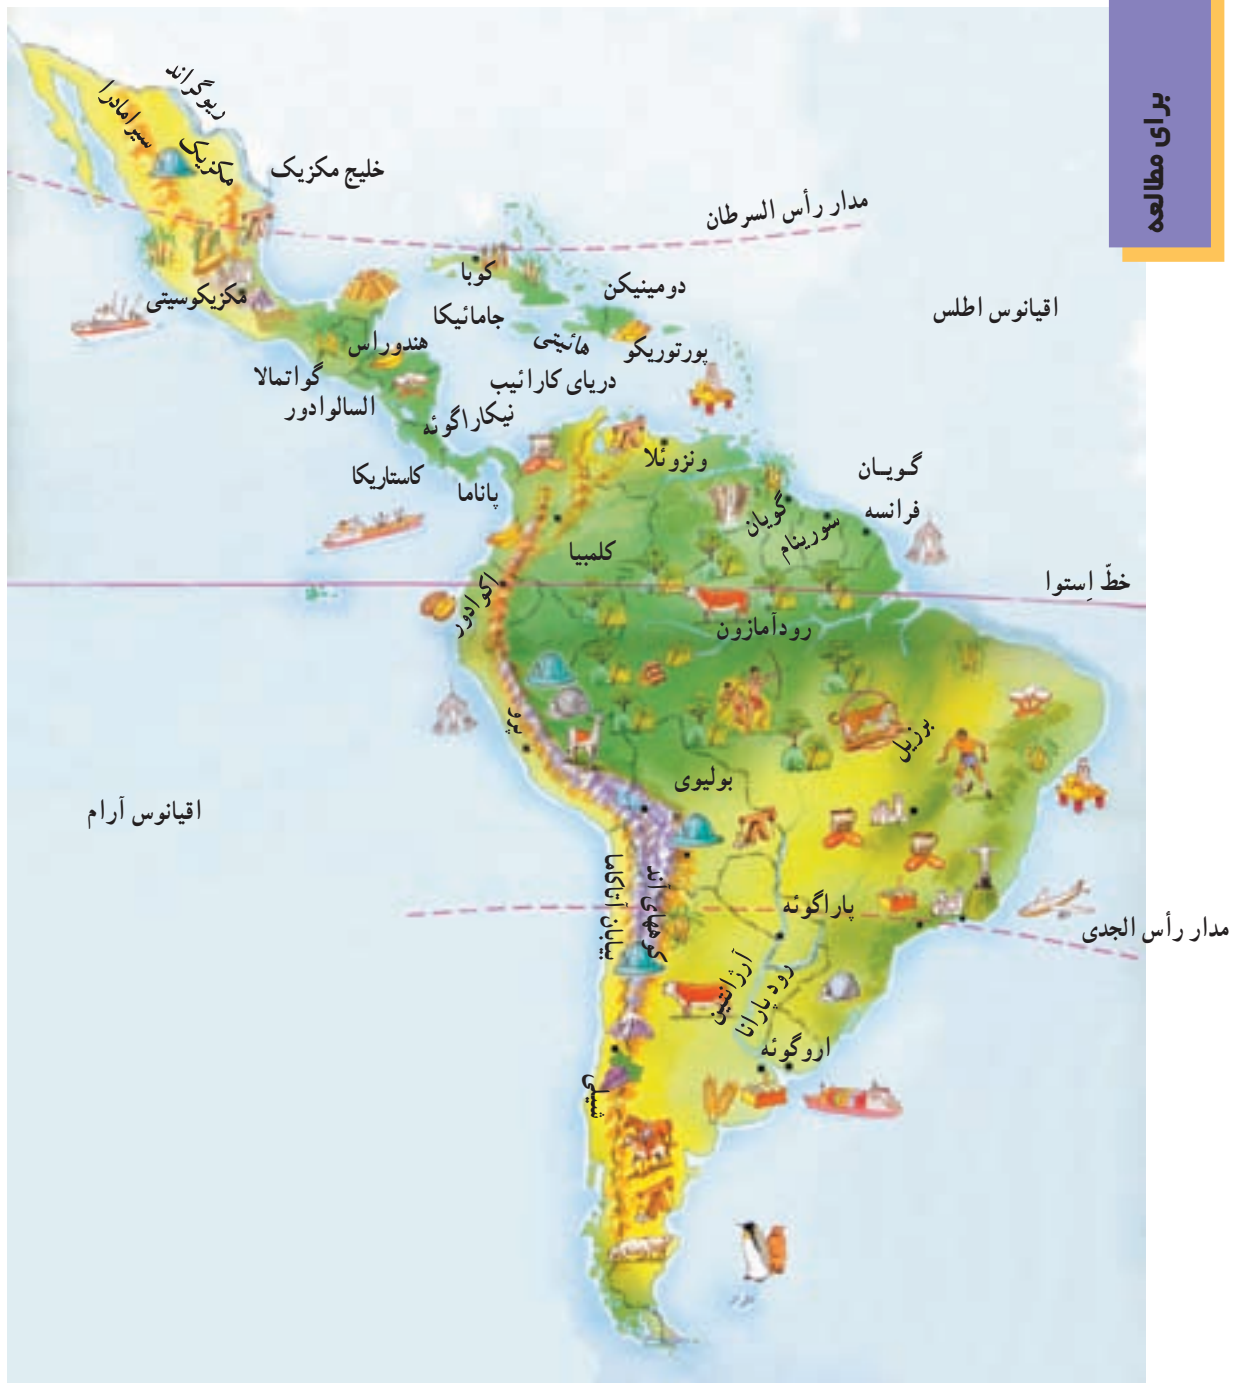 برای مطالعه
ریوگراند
سیرامادرا
مکزیک
خلیج مکزیک
مدار رأس السرطان
کوبا
دومینیکن
مکزیکوسیتی
جامائیکا
اقیانوس اطلس
هندوراس
هائیتی
پورتوریکو
گواتمالا
دریای کارائیب
السالوادور
نیکاراگوئه
ونزوئلا
گویان
فرانسه
کاستاریکا
پاناما
گویان
سورینام
کلمبیا
خطّ اِستوا
اکوادور
رودآمازون
پرو
برزیل
بولیوی
اقیانوس آرام
بیابان آتاکاما
کوههای آند
پاراگوئه
مدار رأس الجدی
آرژانتین
رود پارانا
اروگوئه
شیلی